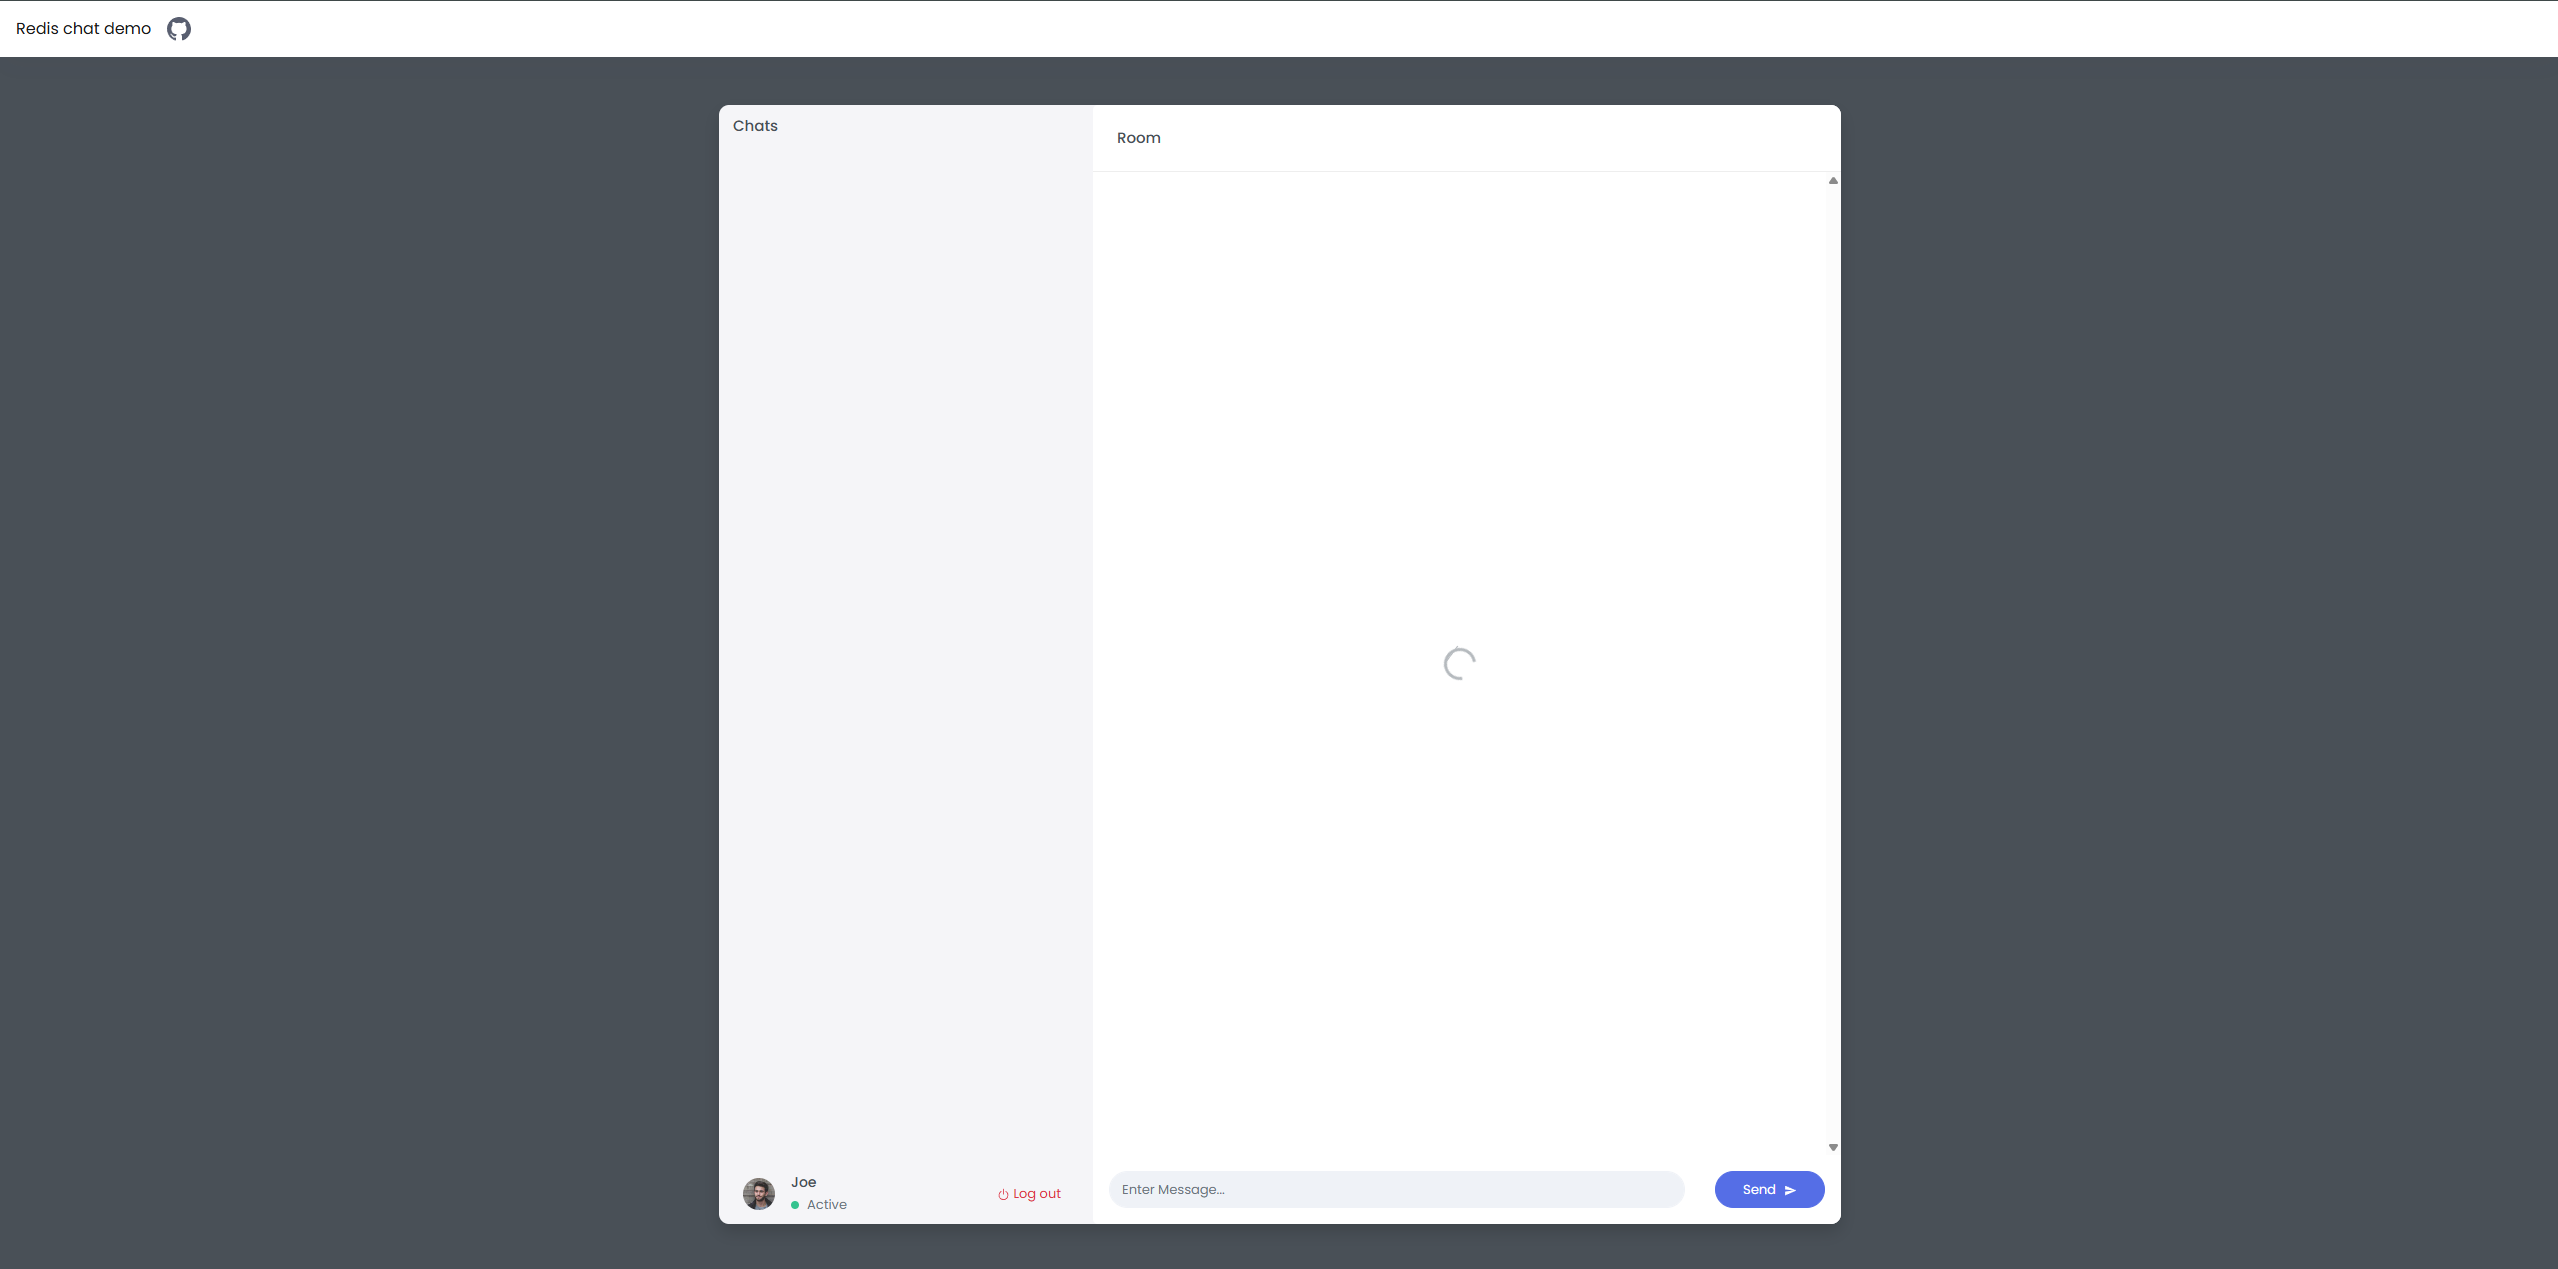 Redis chat demo
Chats
Room
Joe
Active
Log out
Enter Message...
Send